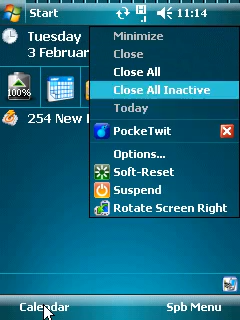 Start
11:14
Tuesday
3 Februar
100%
254 New
Minimize
Close
Close All
Close All Inactive
Today
PockeTwit
Options...
Soft-Reset
Suspend
Rotate Screen Right
Calendar
Spb Menu